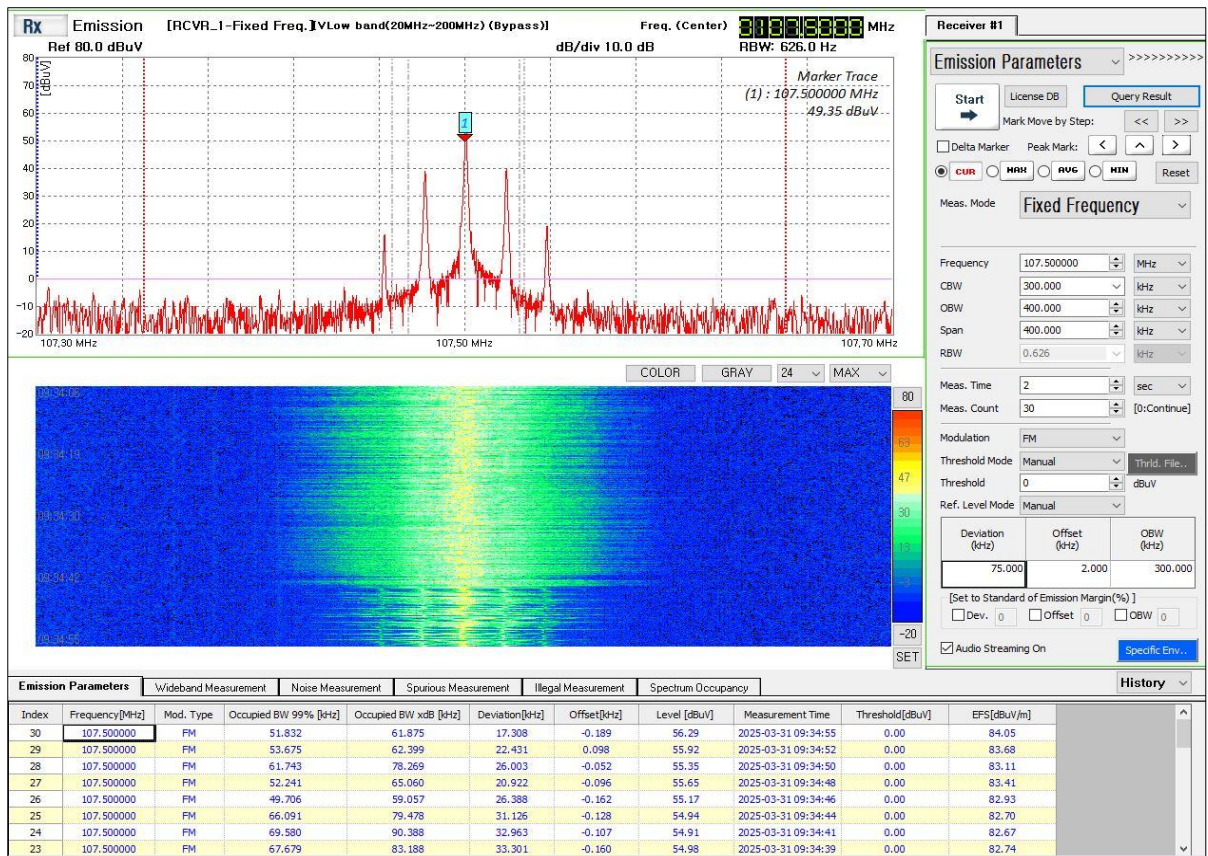 Rx Emission [RCVR_1-Fixed Freq.][VLow band(20MHz~200MHz) (Bypass)] Freq. (Center) 0107.5000 MHz
Ref 80.0 dBuV dB/div 10.0 dB RBW: 626.0 Hz
[dBuV]
80
70
60
50
40
30
20
10
0
-10
-20
Marker Trace
(1) : 107.500000 MHz
49.35 dBuV
1
107,30 MHz 107,50 MHz 107,70 MHz
COLOR GRAY 24 MAX
09:34:06
09:34:19
09:34:30
09:34:42
09:34:55
80
63
47
30
13
-3
-20
SET
Receiver #1
Emission Parameters >>>>>>>>>>
Start License DB Query Result
Mark Move by Step: << >>
Delta Marker Peak Mark: < ^ >
CUR MAX AVG MIN Reset
Meas. Mode Fixed Frequency
Frequency 107.500000 MHz
CBW 300.000 kHz
OBW 400.000 kHz
Span 400.000 kHz
RBW 0.626 kHz
Meas. Time 2 sec
Meas. Count 30 [0:Continue]
Modulation FM
Threshold Mode Manual Thrld. File..
Threshold 0 dBuV
Ref. Level Mode Manual
Deviation (kHz) Offset (kHz) OBW (kHz)
75.000 2.000 300.000
[Set to Standard of Emission Margin(%) ]
Dev. 0 Offset 0 OBW 0
Audio Streaming On Specific Env..
Emission Parameters Wideband Measurement Noise Measurement Spurious Measurement Illegal Measurement Spectrum Occupancy History
Index Frequency[MHz] Mod. Type Occupied BW 99% [kHz] Occupied BW xdB [kHz] Deviation[kHz] Offset[kHz] Level [dBuV] Measurement Time Threshold[dBuV] EFS[dBuV/m]
30 107.500000 FM 51.832 61.875 17.308 -0.189 56.29 2025-03-31 09:34:55 0.00 84.05
29 107.500000 FM 53.675 62.399 22.431 0.098 55.92 2025-03-31 09:34:52 0.00 83.68
28 107.500000 FM 61.743 78.269 26.003 -0.052 55.35 2025-03-31 09:34:50 0.00 83.11
27 107.500000 FM 52.241 65.060 20.922 -0.096 55.65 2025-03-31 09:34:48 0.00 83.41
26 107.500000 FM 49.706 59.057 26.388 -0.162 55.17 2025-03-31 09:34:46 0.00 82.93
25 107.500000 FM 66.091 79.478 31.126 -0.128 54.94 2025-03-31 09:34:44 0.00 82.70
24 107.500000 FM 69.580 90.388 32.963 -0.107 54.91 2025-03-31 09:34:41 0.00 82.67
23 107.500000 FM 67.679 83.188 33.301 -0.160 54.98 2025-03-31 09:34:39 0.00 82.74